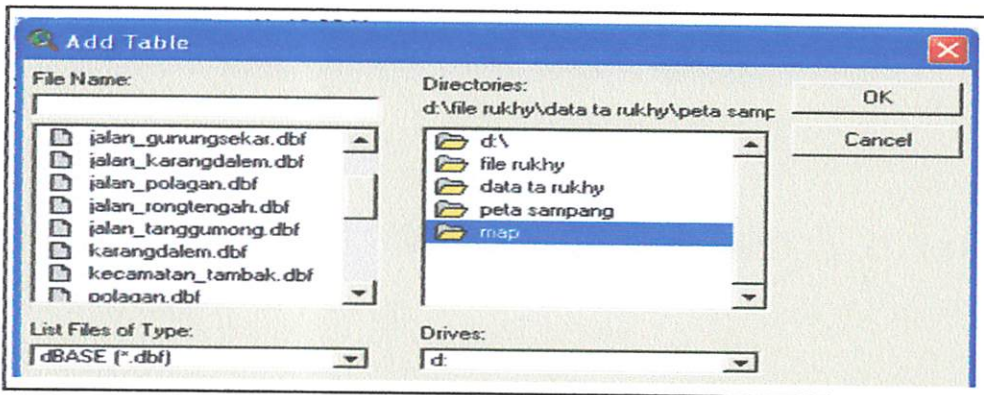 Add Table
File Name:
jalan_gunungsekar.dbf
jalan_karangdalem.dbf
jalan_polagan.dbf
jalan_rongtengah.dbf
jalan_tanggumong.dbf
karangdalem.dbf
kecamatan_tambak.dbf
polagan.dbf
List Files of Type:
dBASE (*.dbf)
Directories:
d:\file rukhy\data ta rukhy\peta samp
d:\
file rukhy
data ta rukhy
peta sampang
map
Drives:
d:
OK
Cancel